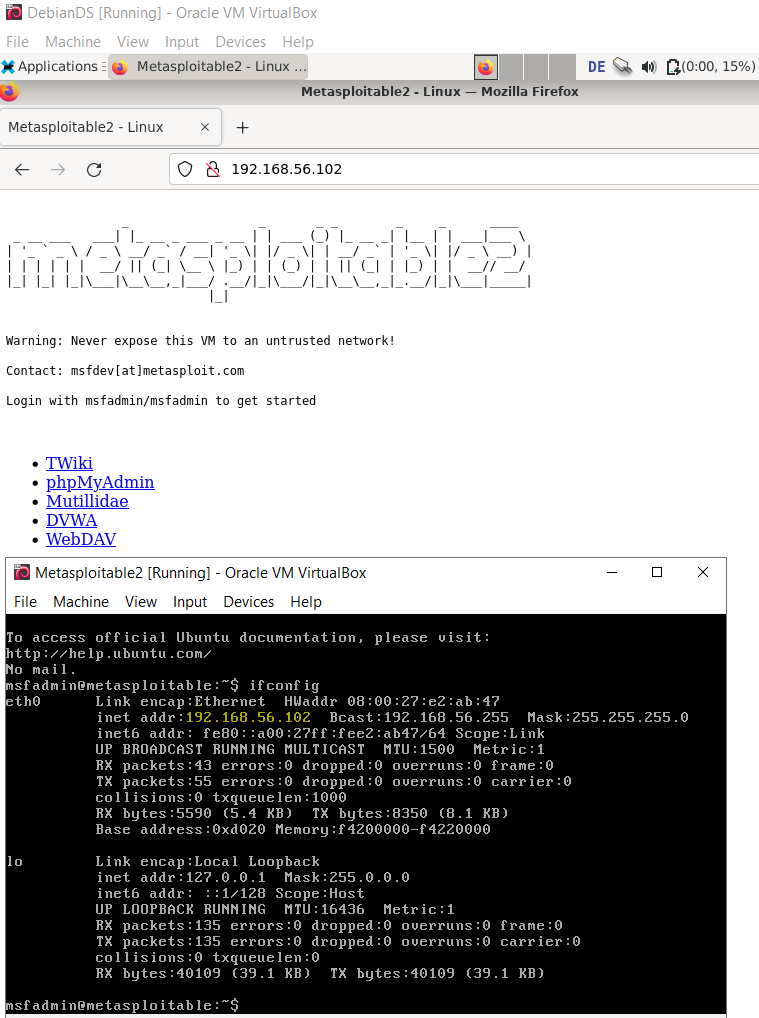 DebianDS [Running] - Oracle VM VirtualBox
File Machine View Input Devices Help
Applications Metasploitable2 - Linux ... DE (0:00, 15%)
Metasploitable2 - Linux — Mozilla Firefox
Metasploitable2 - Linux × +
192.168.56.102
metasploitable2
Warning: Never expose this VM to an untrusted network!
Contact: msfdev[at]metasploit.com
Login with msfadmin/msfadmin to get started
TWiki
phpMyAdmin
Mutillidae
DVWA
WebDAV
Metasploitable2 [Running] - Oracle VM VirtualBox
File Machine View Input Devices Help
To access official Ubuntu documentation, please visit:
http://help.ubuntu.com/
No mail.
msfadmin@metasploitable:~$ ifconfig
eth0 Link encap:Ethernet HWaddr 08:00:27:e2:ab:47
inet addr:192.168.56.102 Bcast:192.168.56.255 Mask:255.255.255.0
inet6 addr: fe80::a00:27ff:fee2:ab47/64 Scope:Link
UP BROADCAST RUNNING MULTICAST MTU:1500 Metric:1
RX packets:43 errors:0 dropped:0 overruns:0 frame:0
TX packets:55 errors:0 dropped:0 overruns:0 carrier:0
collisions:0 txqueuelen:1000
RX bytes:5590 (5.4 KB) TX bytes:8350 (8.1 KB)
Base address:0xd020 Memory:f4200000-f4220000
lo Link encap:Local Loopback
inet addr:127.0.0.1 Mask:255.0.0.0
inet6 addr: ::1/128 Scope:Host
UP LOOPBACK RUNNING MTU:16436 Metric:1
RX packets:135 errors:0 dropped:0 overruns:0 frame:0
TX packets:135 errors:0 dropped:0 overruns:0 carrier:0
collisions:0 txqueuelen:0
RX bytes:40109 (39.1 KB) TX bytes:40109 (39.1 KB)
msfadmin@metasploitable:~$